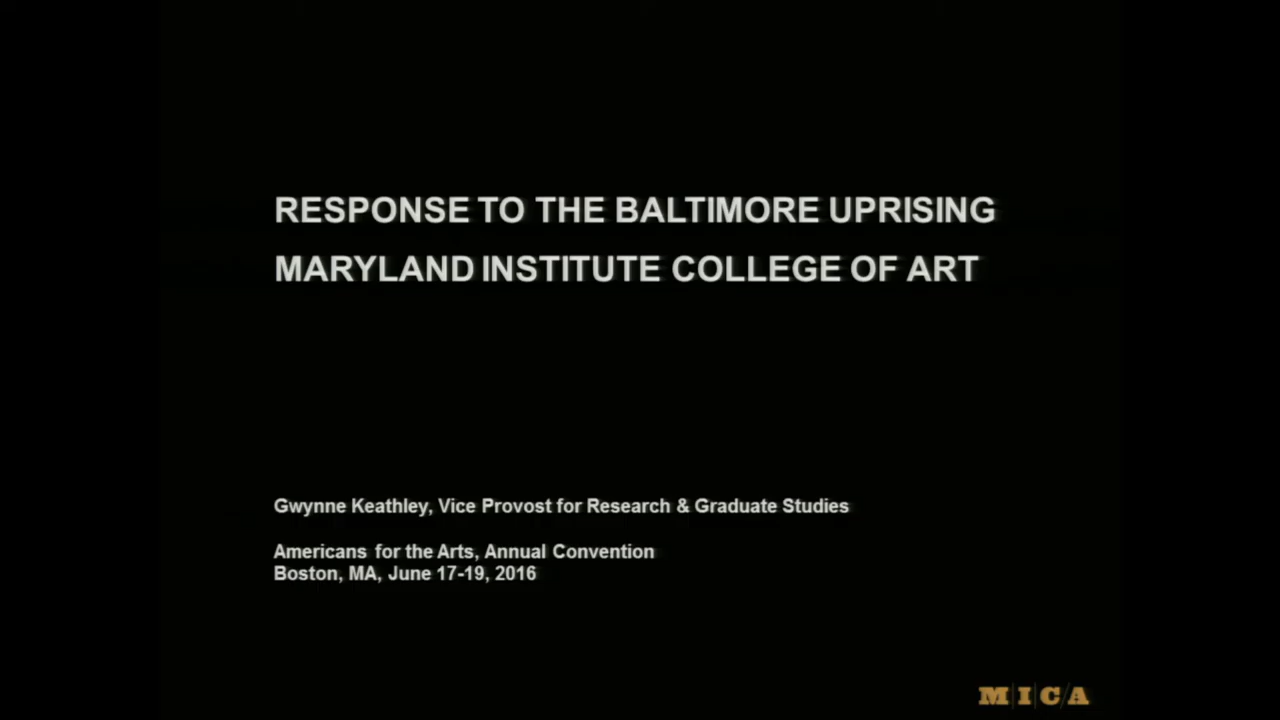 RESPONSE TO THE BALTIMORE UPRISING
MARYLAND INSTITUTE COLLEGE OF ART
Gwynne Keathley, Vice Provost for Research & Graduate Studies
Americans for the Arts, Annual Convention
Boston, MA, June 17-19, 2016
M|I|C/A